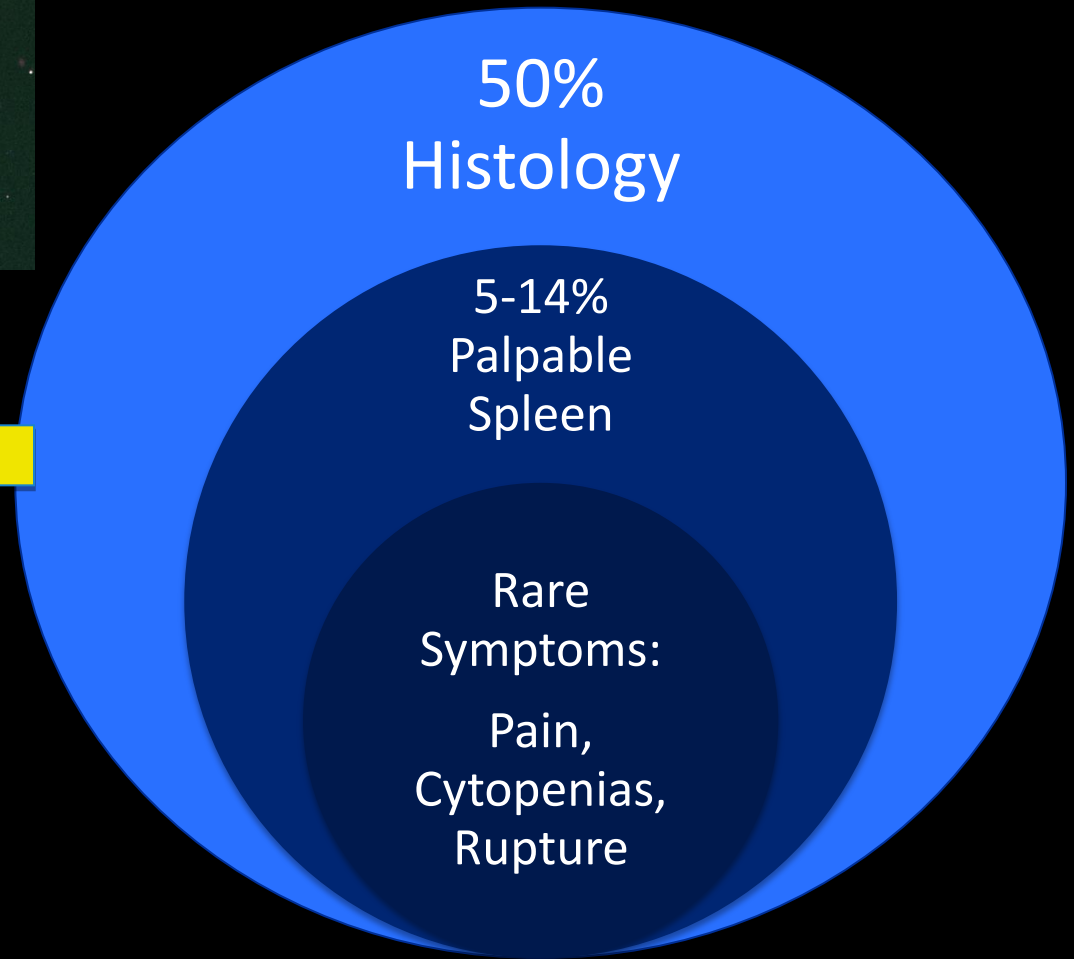 50%
Histology
5-14%
Palpable
Spleen
Rare
Symptoms:
Pain,
Cytopenias,
Rupture